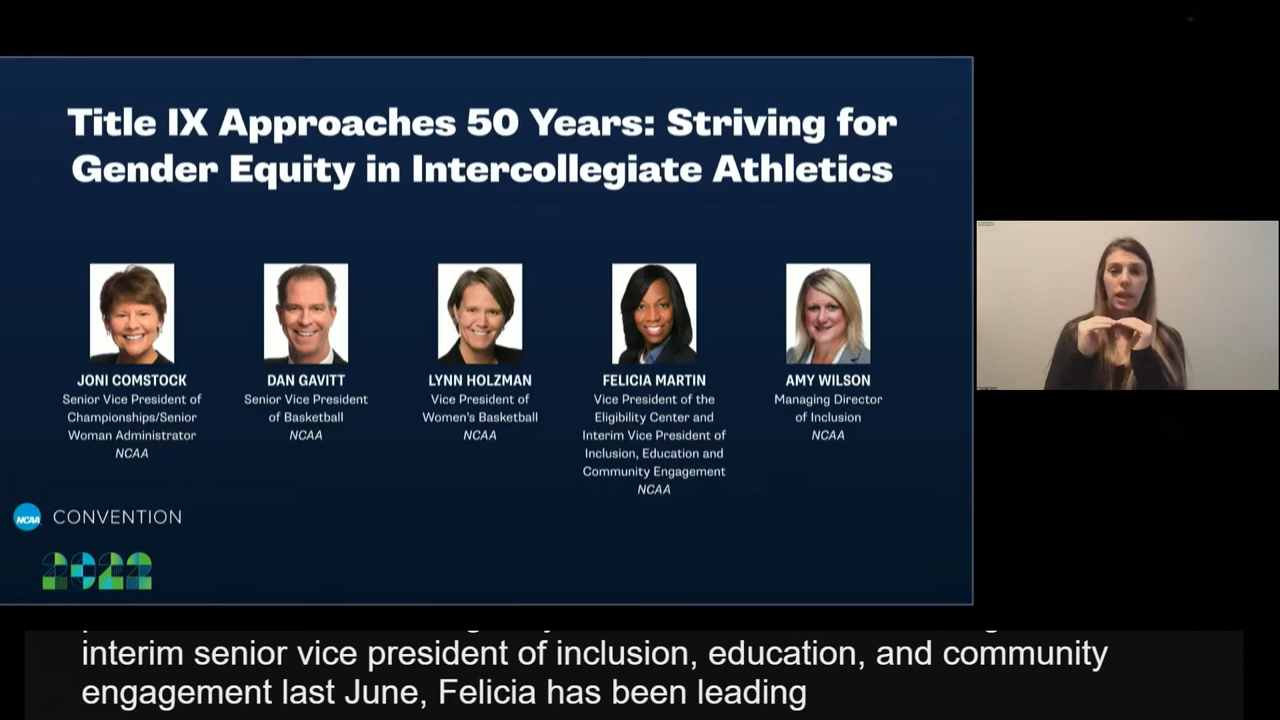 Title IX Approaches 50 Years: Striving for
Gender Equity in Intercollegiate Athletics
JONI COMSTOCK
Senior Vice President of
Championships/Senior
Woman Administrator
NCAA
DAN GAVITT
Senior Vice President
of Basketball
NCAA
LYNN HOLZMAN
Vice President of
Women's Basketball
NCAA
FELICIA MARTIN
Vice President of the
Eligibility Center and
Interim Vice President of
Inclusion, Education and
Community Engagement
NCAA
AMY WILSON
Managing Director
of Inclusion
NCAA
NCAA CONVENTION
2022
interim senior vice president of inclusion, education, and community
engagement last June, Felicia has been leading